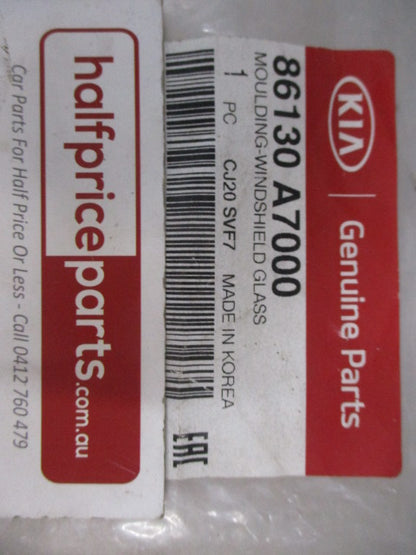 KIA Genuine Parts
86130 A7000
MOULDING-WINDSHIELD GLASS
1 PC CJ20 SVF7 MADE IN KOREA
EAC
halfpriceparts.com.au
Car Parts For Half Price Or Less - Call 0412 760 479